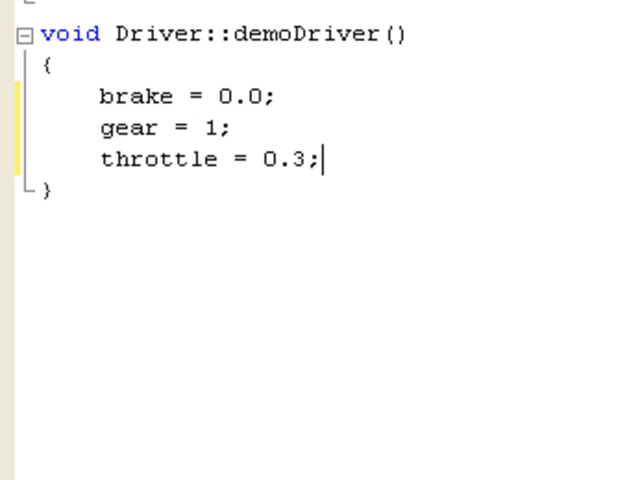 void Driver::demoDriver()
{
brake = 0.0;
gear = 1;
throttle = 0.3;
}